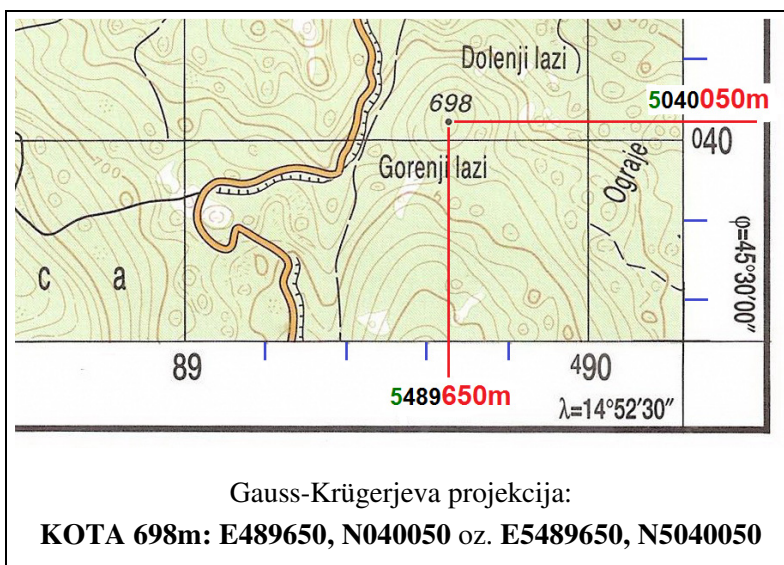 Dolenji lazi
698
5040050m
040
Gorenji lazi
Ograje
700
c a
φ=45°30'00"
89
490
5489650m
λ=14°52'30"
Gauss-Krügerjeva projekcija:
KOTA 698m: E489650, N040050 oz. E5489650, N5040050